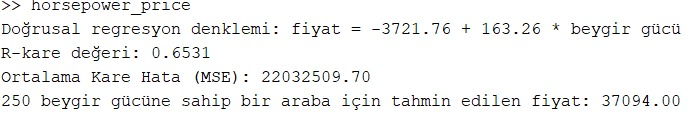 >> horsepower_price
Doğrusal regresyon denklemi: fiyat = -3721.76 + 163.26 * beygir gücü
R-kare değeri: 0.6531
Ortalama Kare Hata (MSE): 22032509.70
250 beygir gücüne sahip bir araba için tahmin edilen fiyat: 37094.00